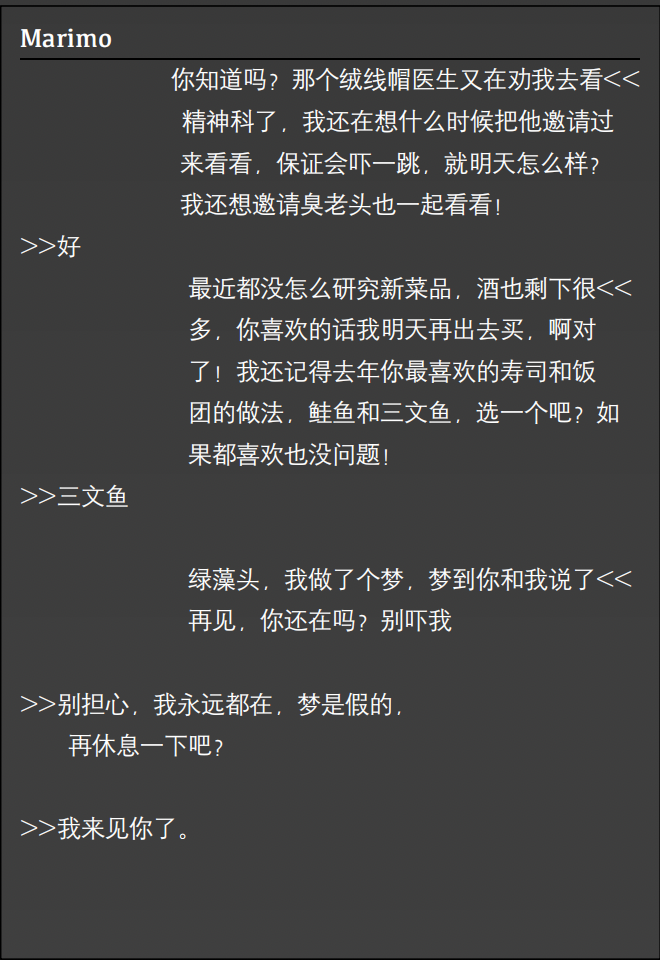 Marimo
你知道吗？那个绒线帽医生又在劝我去看<<
精神科了，我还在想什么时候把他邀请过
来看看，保证会吓一跳，就明天怎么样？
我还想邀请臭老头也一起看看！
>>好
最近都没怎么研究新菜品，酒也剩下很<<
多，你喜欢的话我明天再出去买，啊对
了！我还记得去年你最喜欢的寿司和饭
团的做法，鲑鱼和三文鱼，选一个吧？如
果都喜欢也没问题！
>>三文鱼
绿藻头，我做了个梦，梦到你和我说了<<
再见，你还在吗？别吓我
>>别担心，我永远都在，梦是假的，
再休息一下吧？
>>我来见你了。